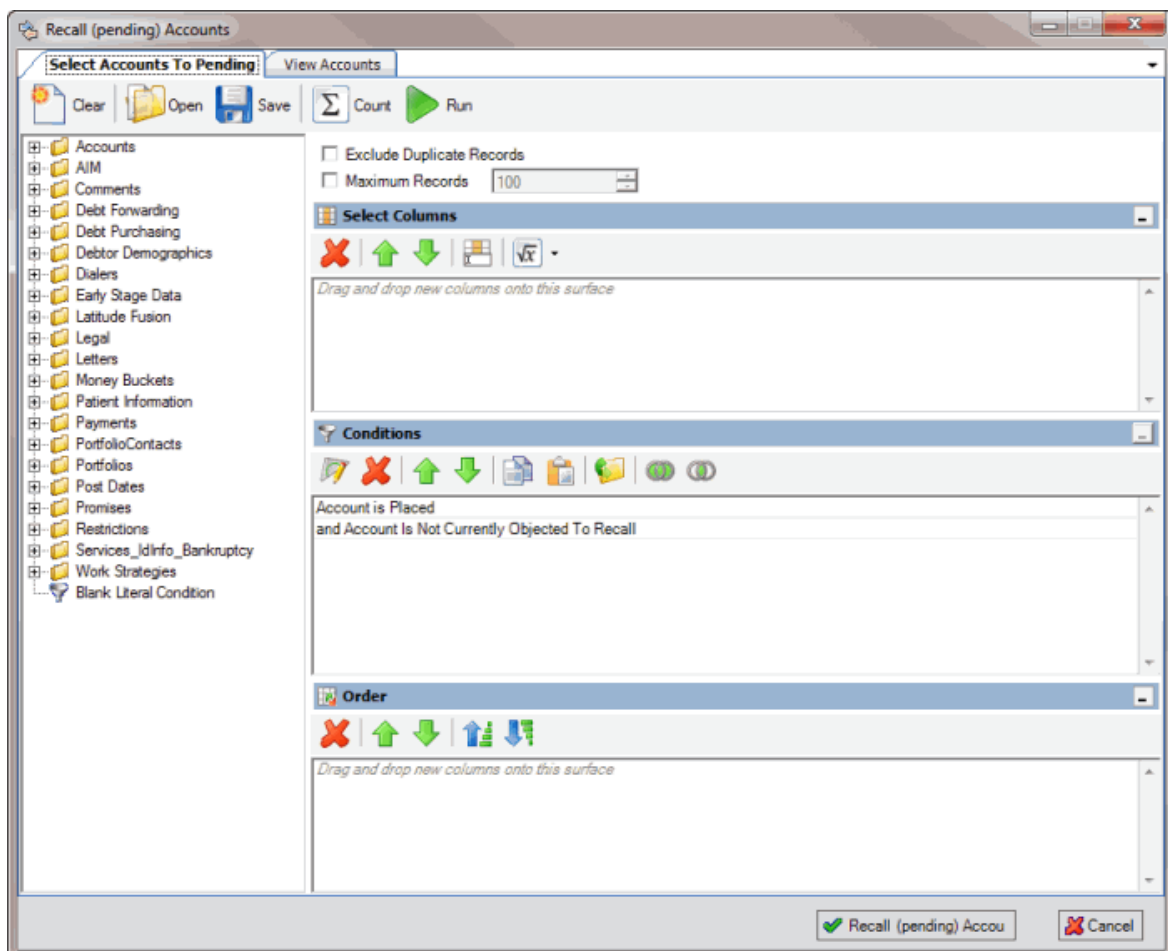 Recall (pending) Accounts
Select Accounts To Pending View Accounts
Clear Open Save Σ Count Run
Accounts
AIM
Comments
Debt Forwarding
Debt Purchasing
Debtor Demographics
Dialers
Early Stage Data
Latitude Fusion
Legal
Letters
Money Buckets
Patient Information
Payments
PortfolioContacts
Portfolios
Post Dates
Promises
Restrictions
Services_IdInfo_Bankruptcy
Work Strategies
Blank Literal Condition
Exclude Duplicate Records
Maximum Records 100
Select Columns
√x
Drag and drop new columns onto this surface
Conditions
Account is Placed
and Account Is Not Currently Objected To Recall
Order
Drag and drop new columns onto this surface
Recall (pending) Accou Cancel